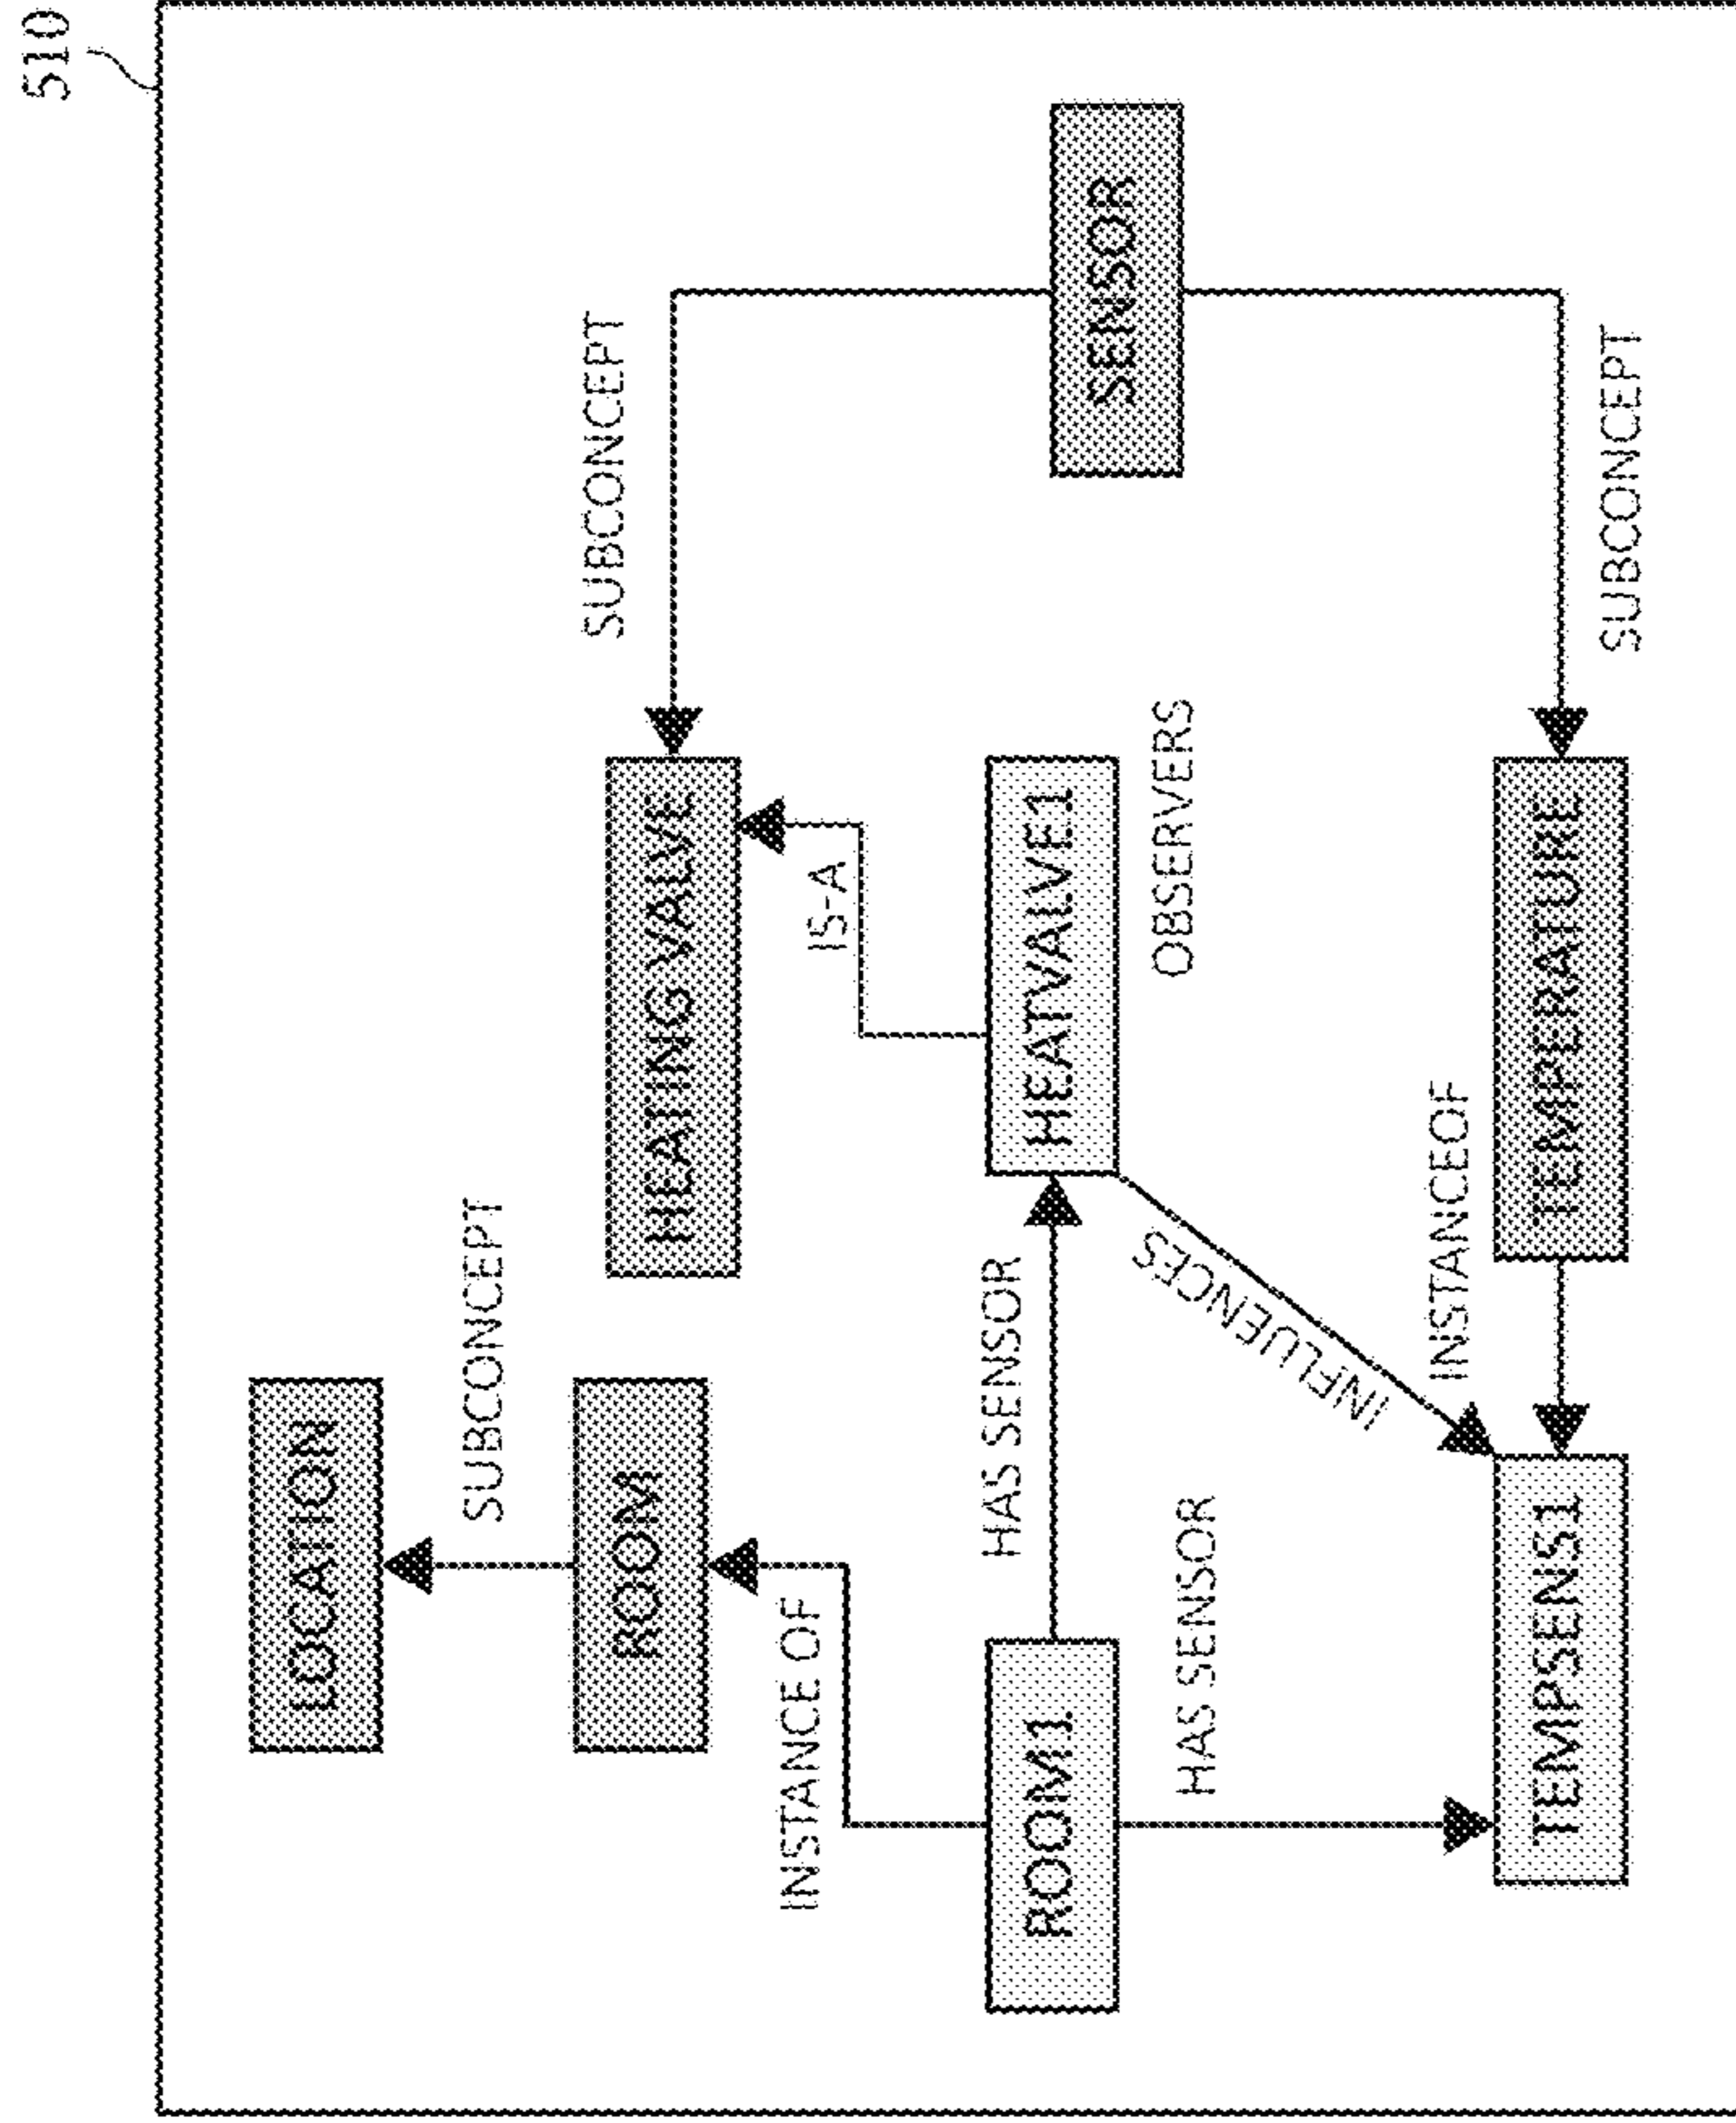 510
LOCATION
SUBCONCEPT
SUBCONCEPT
ROOM
HEATING VALVE
INSTANCE OF
IS-A
HAS SENSOR
ROOM1
HEATVALVE1
SENSOR
OBSERVERS
HAS SENSOR
INFLUENCES
INSTANCEOF
TEMPSENS1
TEMPERATURE
SUBCONCEPT